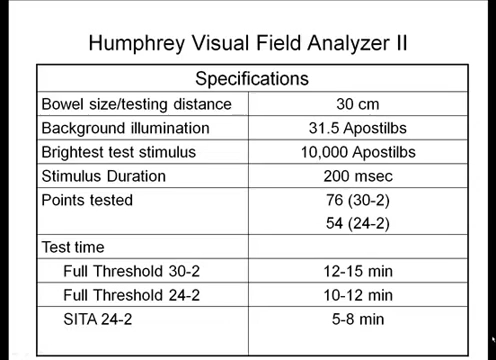 Humphrey Visual Field Analyzer II
Specifications
Bowel size/testing distance 30 cm
Background illumination 31.5 Apostilbs
Brightest test stimulus 10,000 Apostilbs
Stimulus Duration 200 msec
Points tested 76 (30-2)
54 (24-2)
Test time
Full Threshold 30-2 12-15 min
Full Threshold 24-2 10-12 min
SITA 24-2 5-8 min